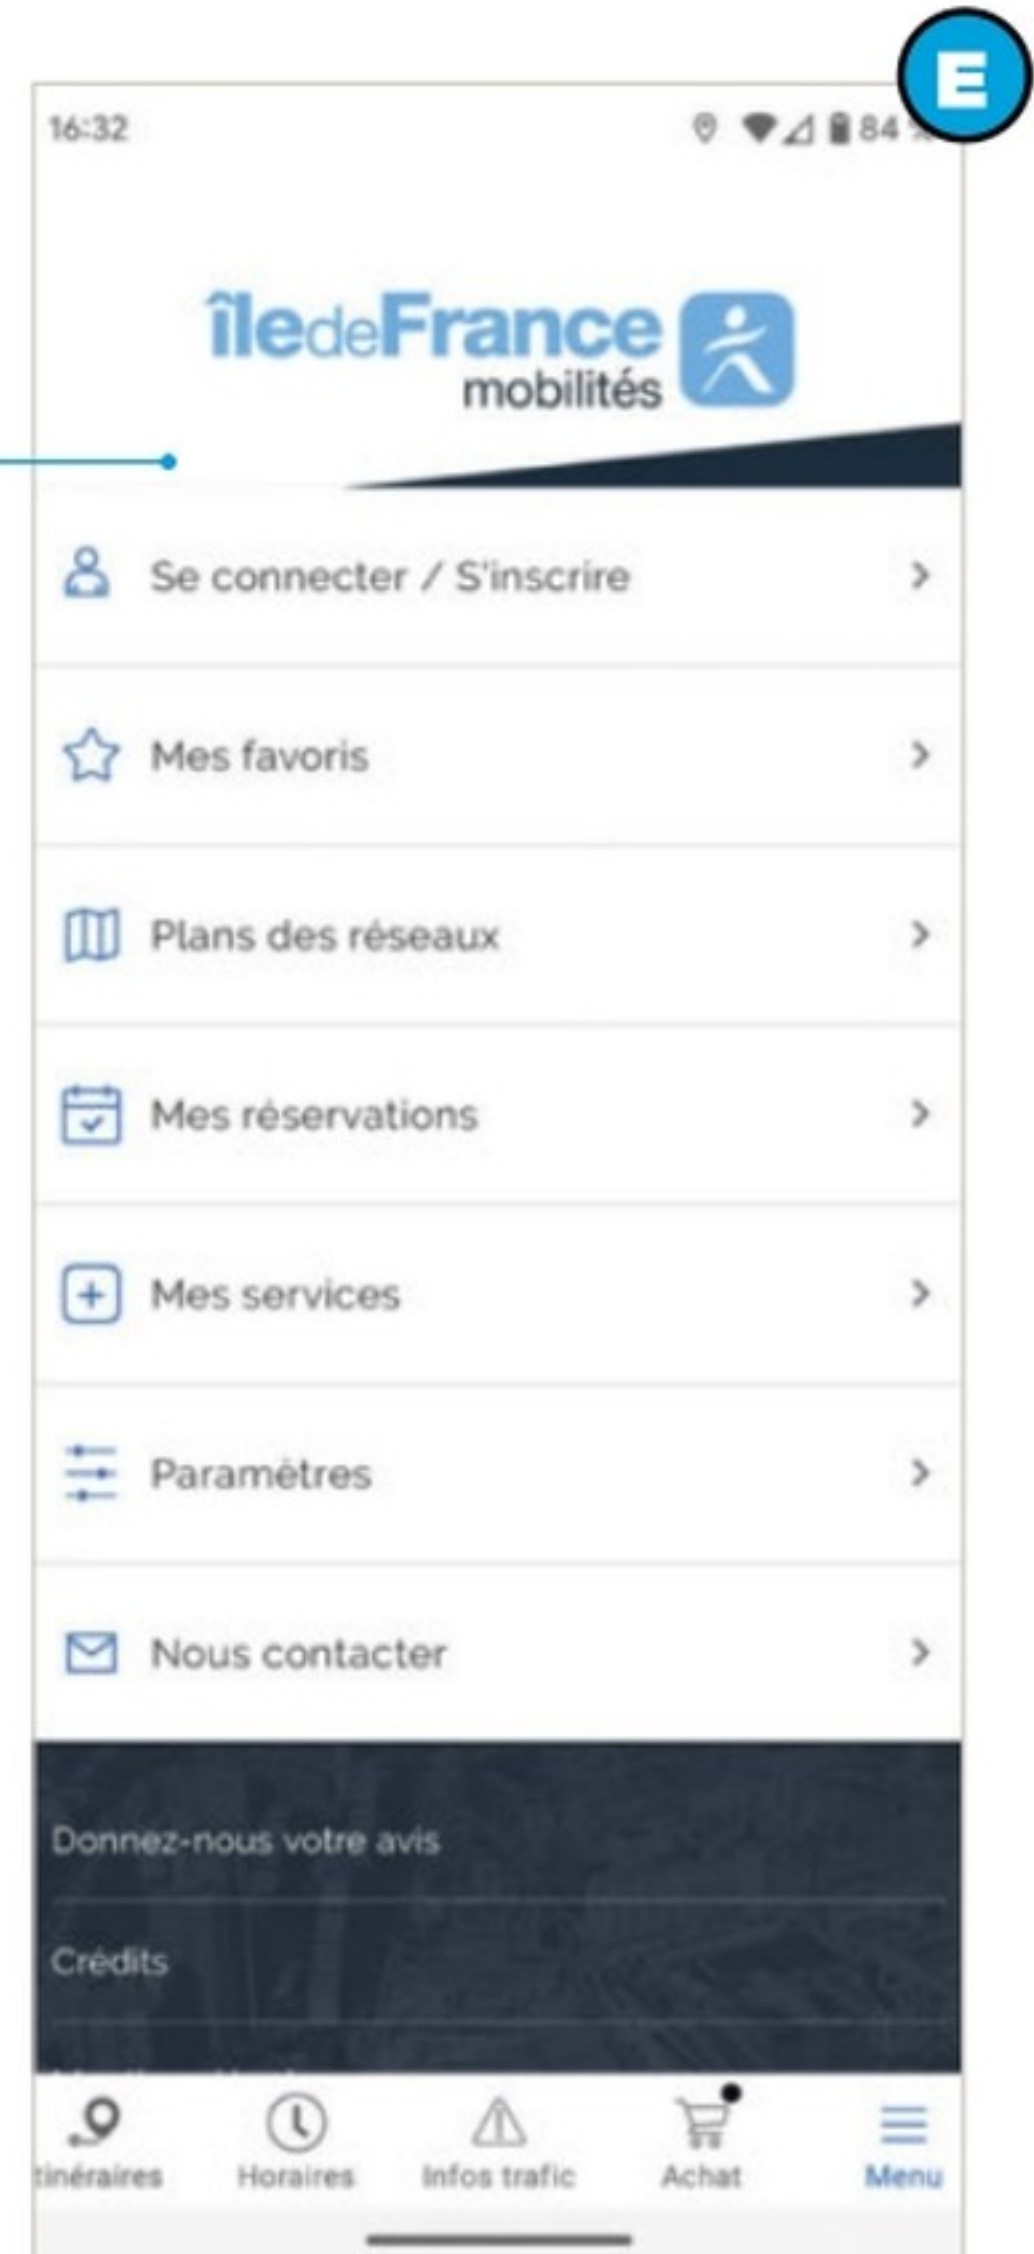 E
16:32
84
îledeFrance
mobilités
Se connecter / S'inscrire
Mes favoris
Plans des réseaux
Mes réservations
Mes services
Paramètres
Nous contacter
Donnez-nous votre avis
Crédits
tinéraires
Horaires
Infos trafic
Achat
Menu